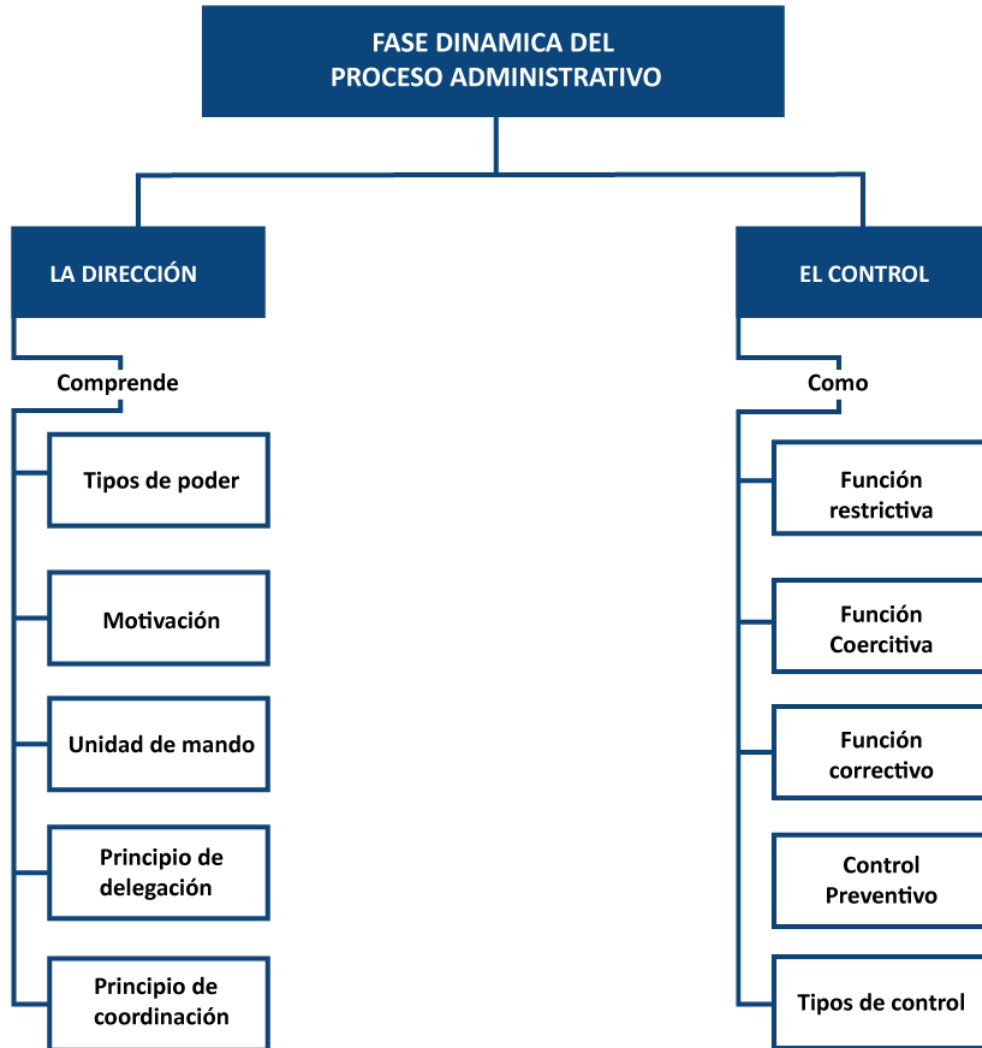 FASE DINAMICA DEL
PROCESO ADMINISTRATIVO
LA DIRECCIÓN
Comprende
Tipos de poder
Motivación
Unidad de mando
Principio de
delegación
Principio de
coordinación
EL CONTROL
Como
Función
restrictiva
Función
Coercitiva
Función
correctivo
Control
Preventivo
Tipos de control